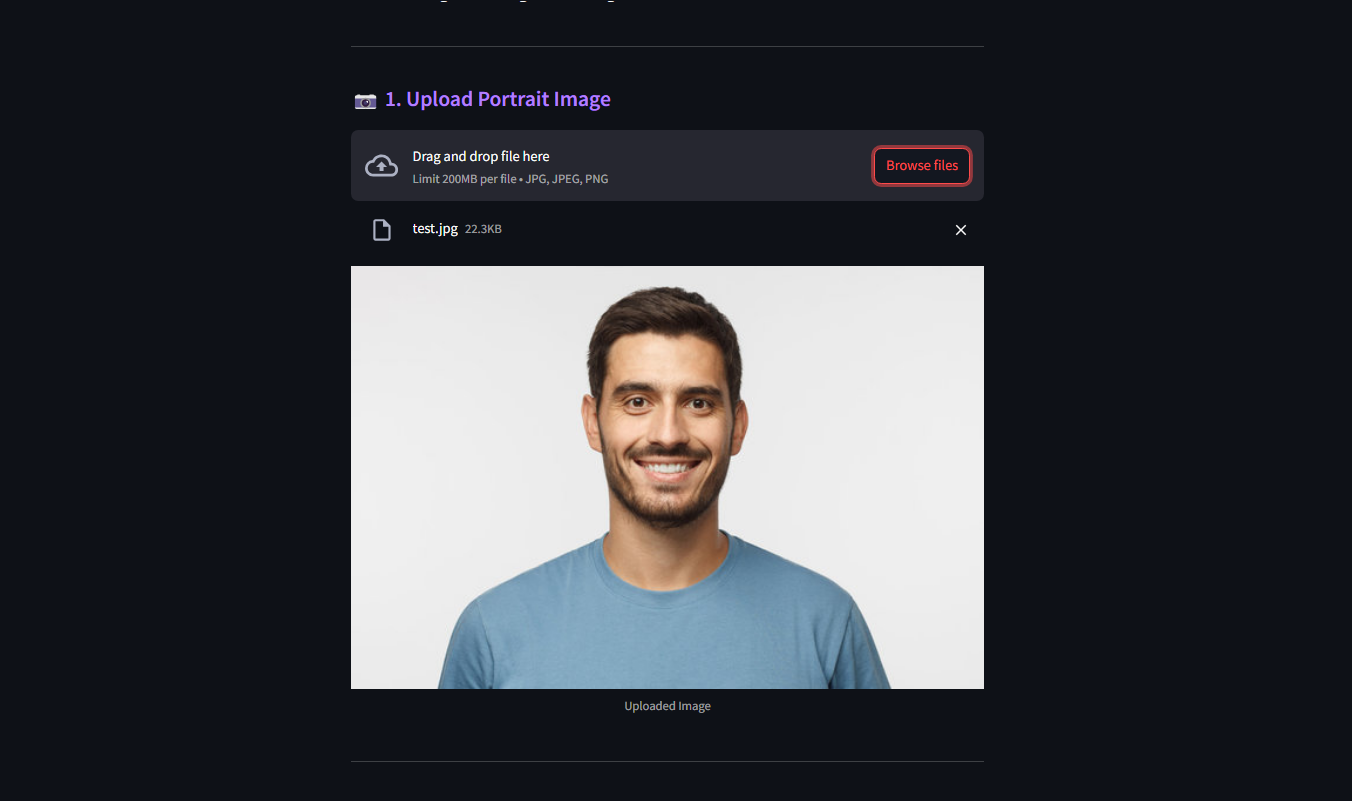 1. Upload Portrait Image
Drag and drop file here
Limit 200MB per file • JPG, JPEG, PNG
Browse files
test.jpg 22.3KB
Uploaded Image